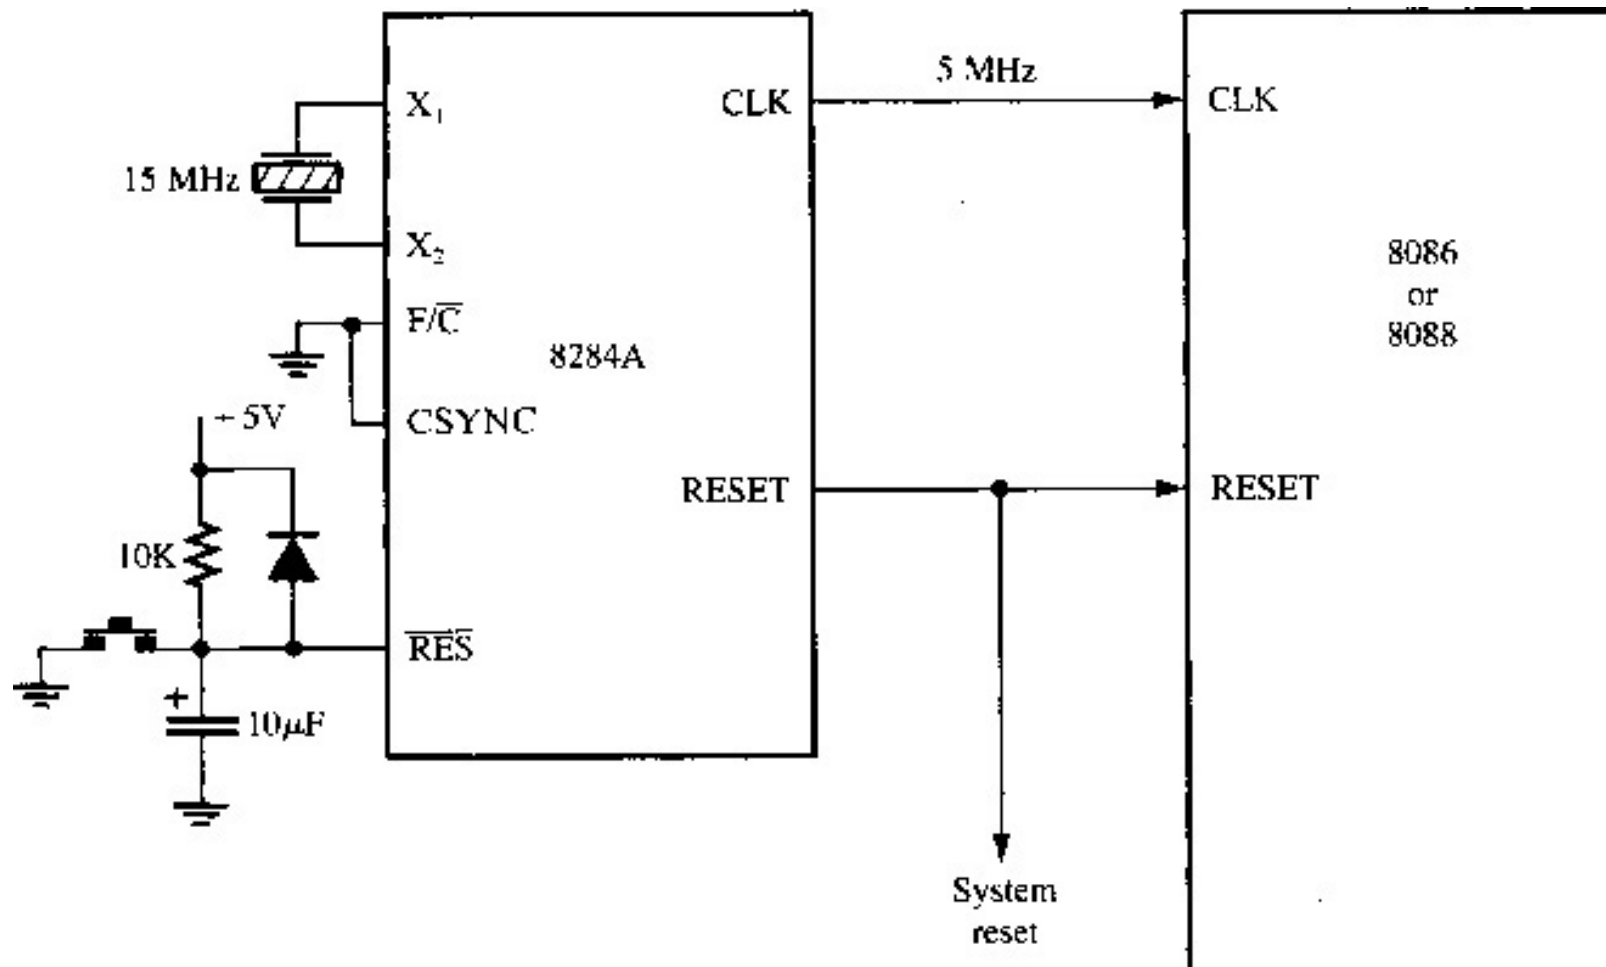 5 MHz
X₁
CLK
CLK
15 MHz
X₂
8086
or
8088
F/C̅
8284A
+5V
CSYNC
RESET
RESET
10K
R̅E̅S̅
+
10μF
System
reset